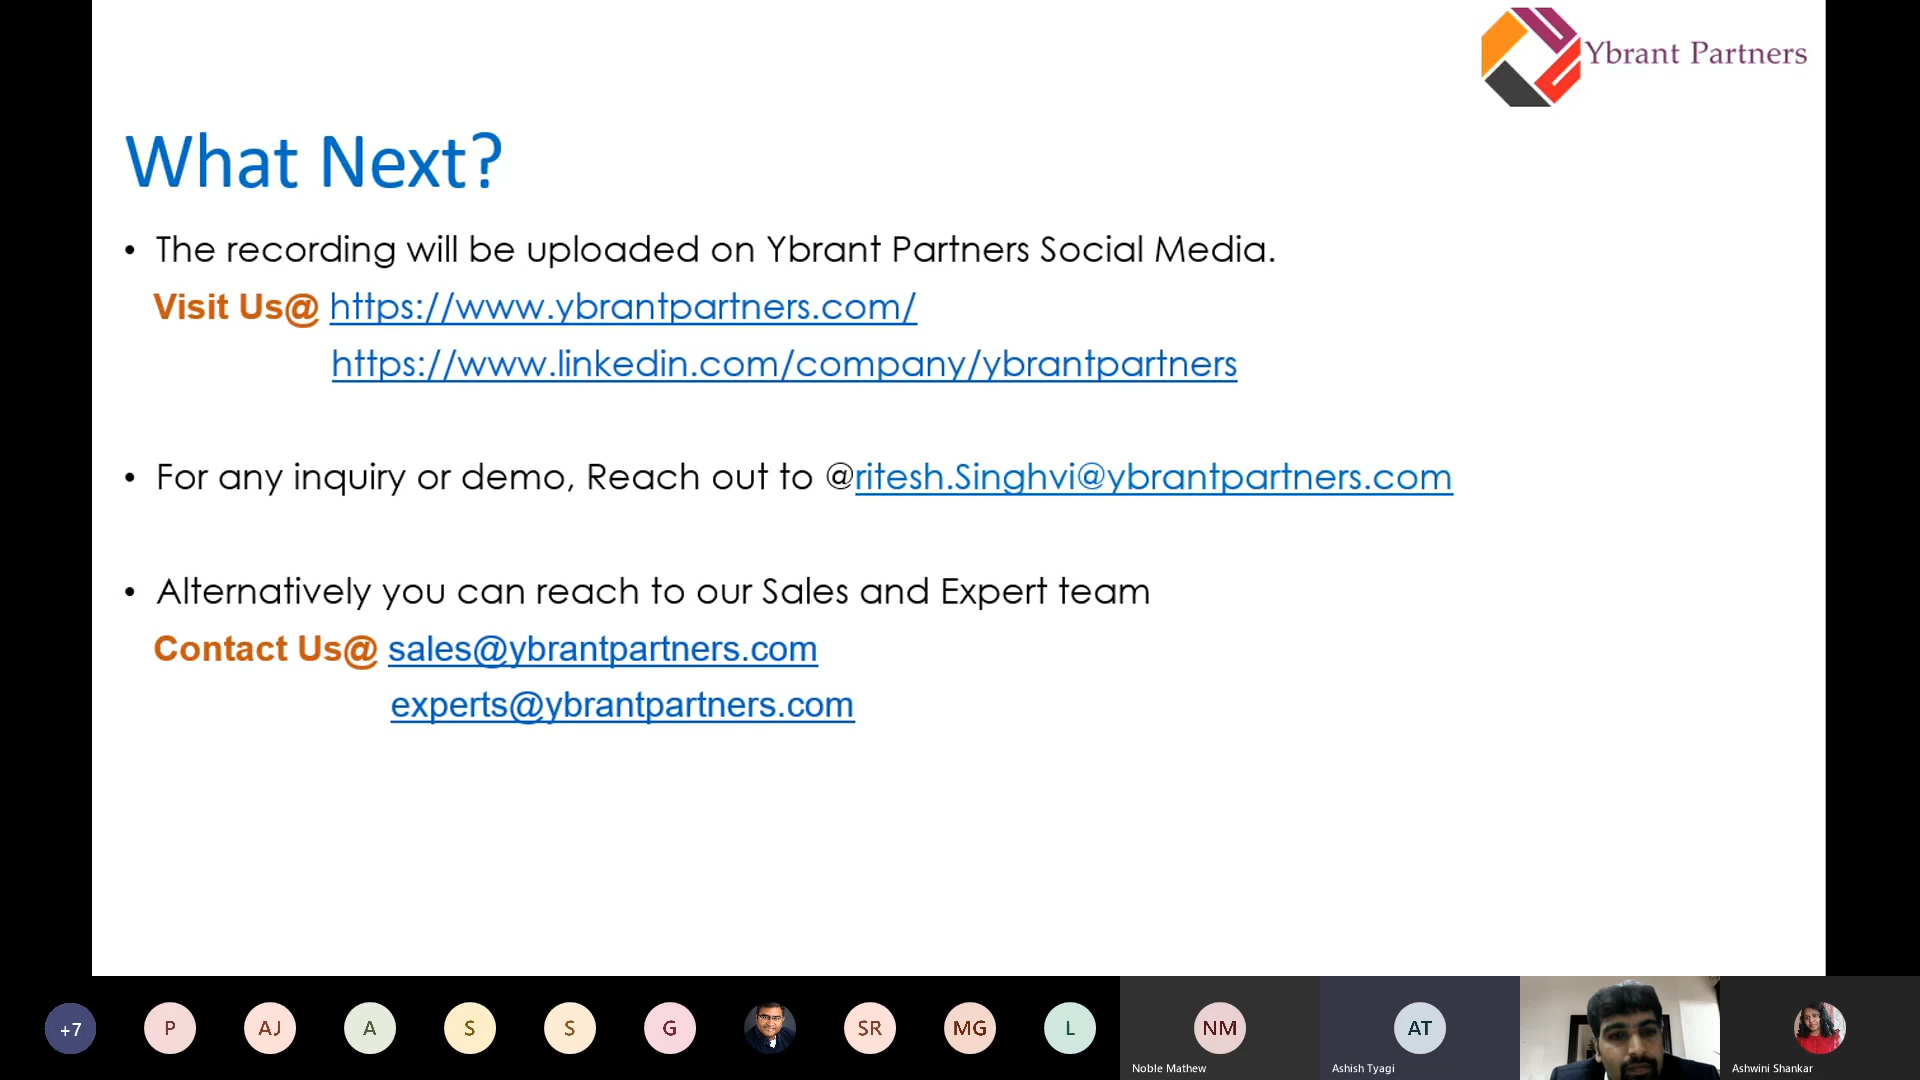 Ybrant Partners
What Next?
• The recording will be uploaded on Ybrant Partners Social Media.
Visit Us@ https://www.ybrantpartners.com/
https://www.linkedin.com/company/ybrantpartners
• For any inquiry or demo, Reach out to @ritesh.Singhvi@ybrantpartners.com
• Alternatively you can reach to our Sales and Expert team
Contact Us@ sales@ybrantpartners.com
experts@ybrantpartners.com
+7 P AJ A S S G SR MG L NM AT
Noble Mathew Ashish Tyagi Ashwini Shankar